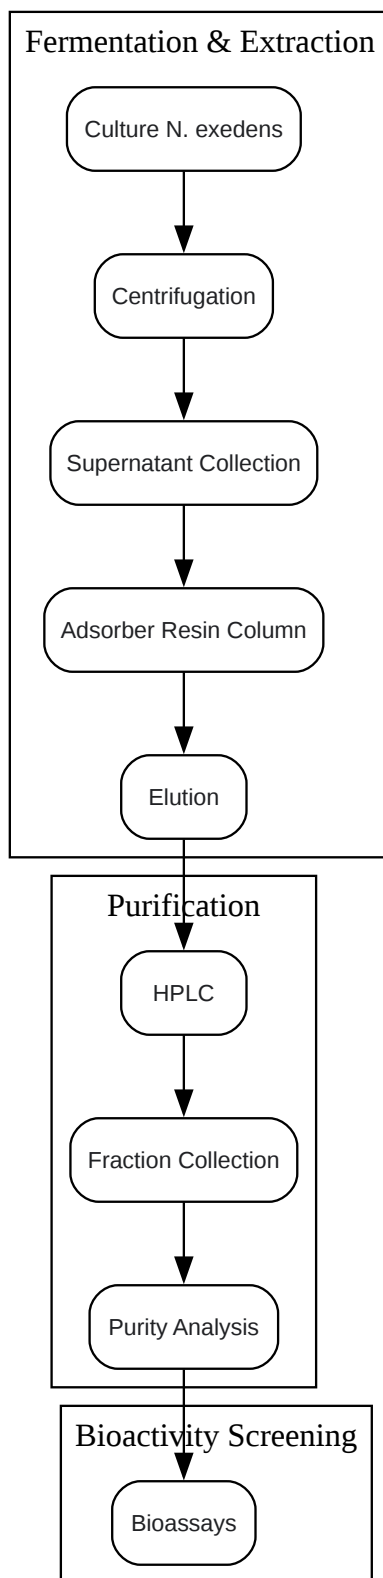 Fermentation & Extraction
Culture N. exedens
Centrifugation
Supernatant Collection
Adsorber Resin Column
Elution
Purification
HPLC
Fraction Collection
Purity Analysis
Bioactivity Screening
Bioassays